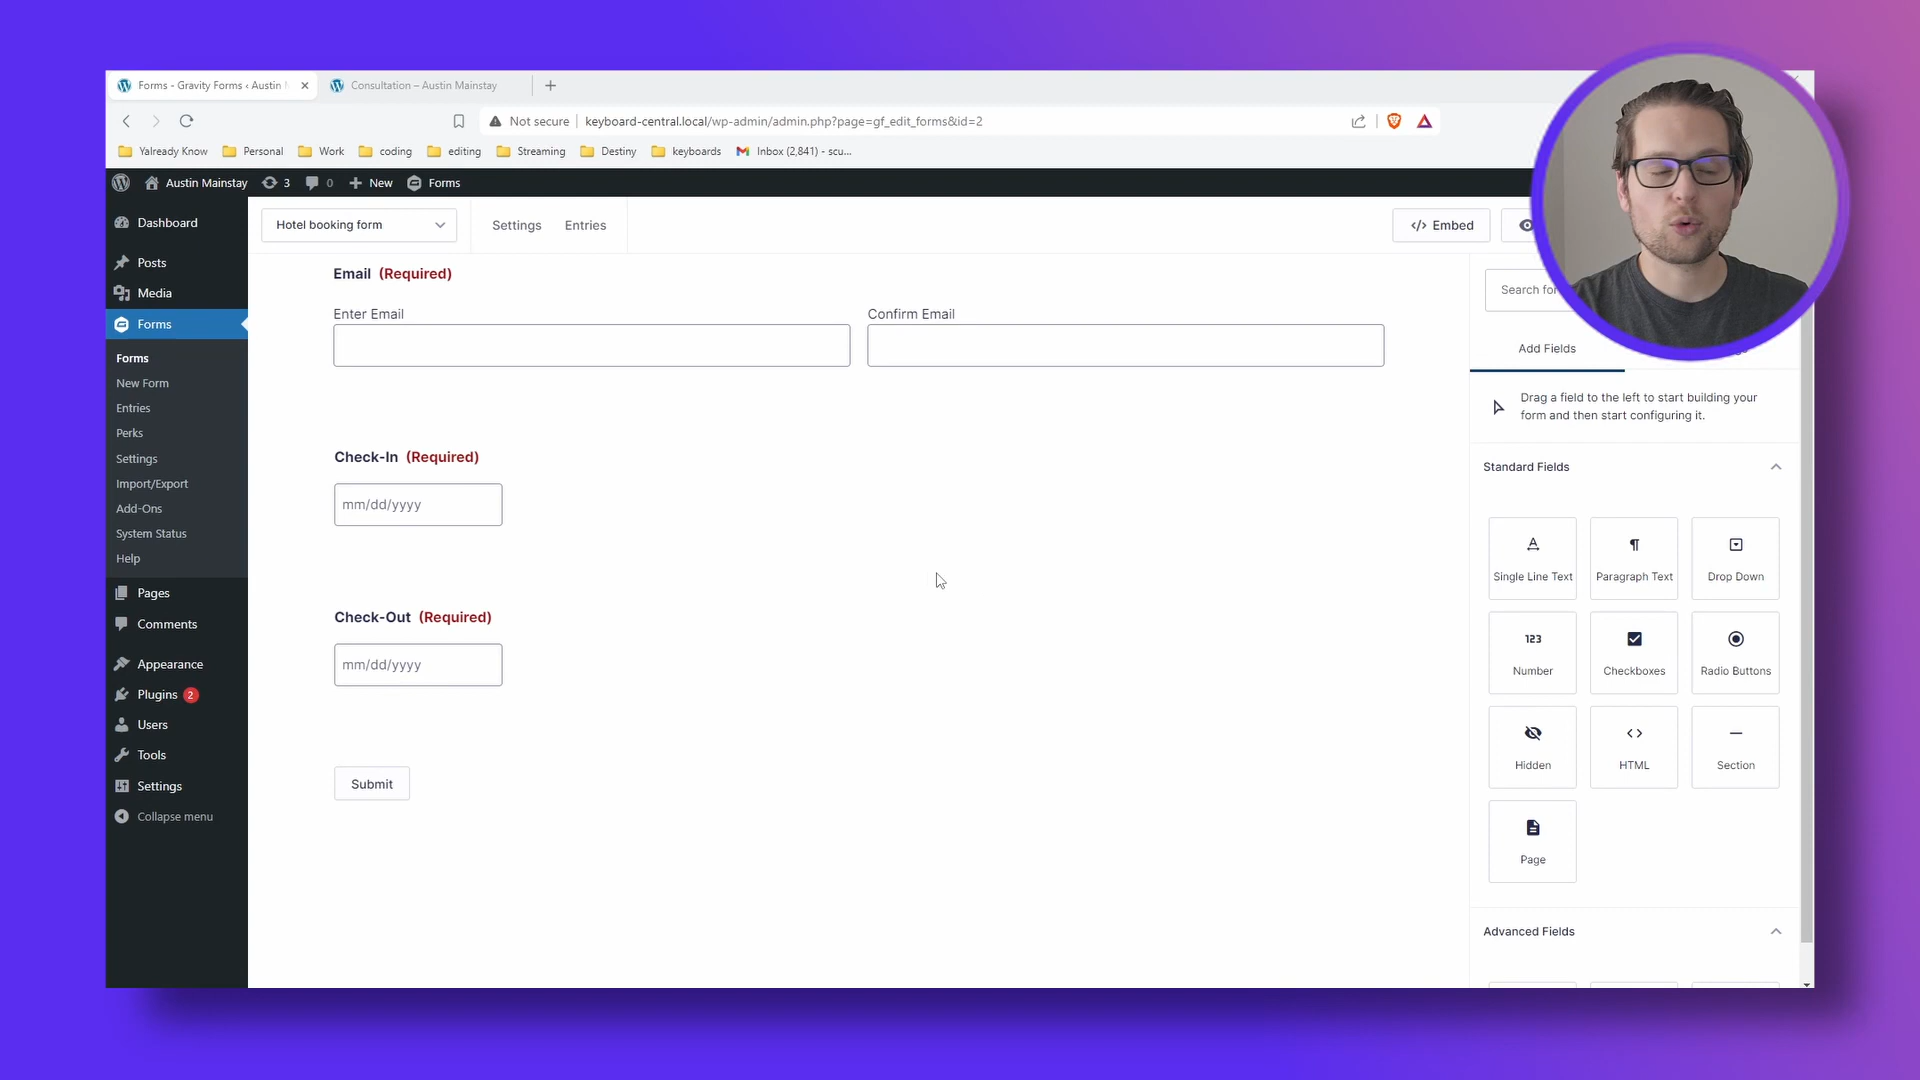 Forms - Gravity Forms ‹ Austin
Consultation – Austin Mainstay
Not secure
keyboard-central.local/wp-admin/admin.php?page=gf_edit_forms&id=2
Yalready Know
Personal
Work
coding
editing
Streaming
Destiny
keyboards
Inbox (2,841) - scu...
Austin Mainstay
3
0
New
Forms
Dashboard
Posts
Media
Forms
Forms
New Form
Entries
Perks
Settings
Import/Export
Add-Ons
System Status
Help
Pages
Comments
Appearance
Plugins 2
Users
Tools
Settings
Collapse menu
Hotel booking form
Settings
Entries
</> Embed
Email (Required)
Enter Email
Confirm Email
Check-In (Required)
mm/dd/yyyy
Check-Out (Required)
mm/dd/yyyy
Submit
Search for
Add Fields
Drag a field to the left to start building your
form and then start configuring it.
Standard Fields
Single Line Text
Paragraph Text
Drop Down
123
Number
Checkboxes
Radio Buttons
Hidden
HTML
Section
Page
Advanced Fields